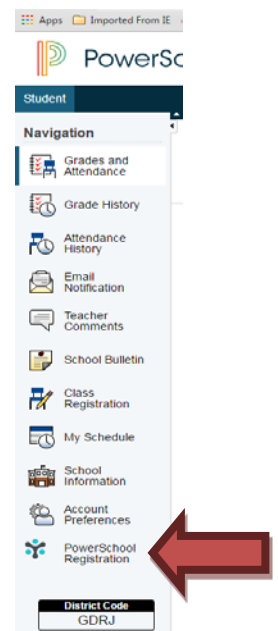 Apps Imported From IE
PowerSc
Student
Navigation
Grades and
Attendance
Grade History
Attendance
History
Email
Notification
Teacher
Comments
School Bulletin
Class
Registration
My Schedule
School
Information
Account
Preferences
PowerSchool
Registration
District Code
GDRJ